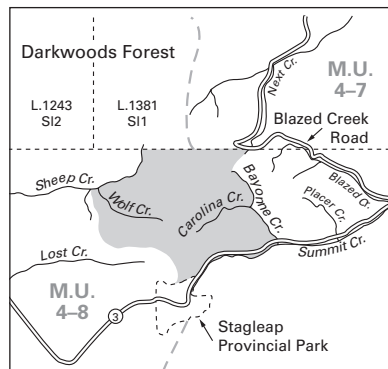 Darkwoods Forest
L.1243
SI2
L.1381
SI1
Next Cr.
M.U.
4–7
Blazed Creek
Road
Sheep Cr.
Wolf Cr.
Carolina Cr.
Bayonne Cr.
Blazed Cr.
Placer Cr.
Summit Cr.
Lost Cr.
M.U.
4–8
3
Stagleap
Provincial Park